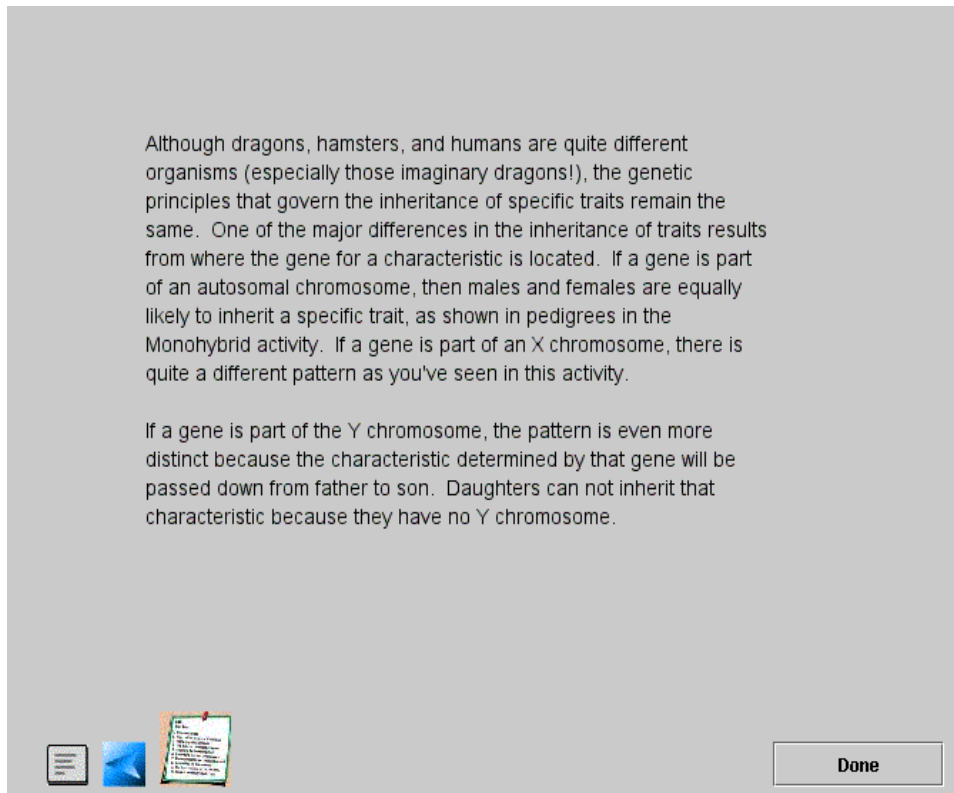 Although dragons, hamsters, and humans are quite different
organisms (especially those imaginary dragons!), the genetic
principles that govern the inheritance of specific traits remain the
same.  One of the major differences in the inheritance of traits results
from where the gene for a characteristic is located.  If a gene is part
of an autosomal chromosome, then males and females are equally
likely to inherit a specific trait, as shown in pedigrees in the
Monohybrid activity.  If a gene is part of an X chromosome, there is
quite a different pattern as you've seen in this activity.
If a gene is part of the Y chromosome, the pattern is even more
distinct because the characteristic determined by that gene will be
passed down from father to son.  Daughters can not inherit that
characteristic because they have no Y chromosome.
Done